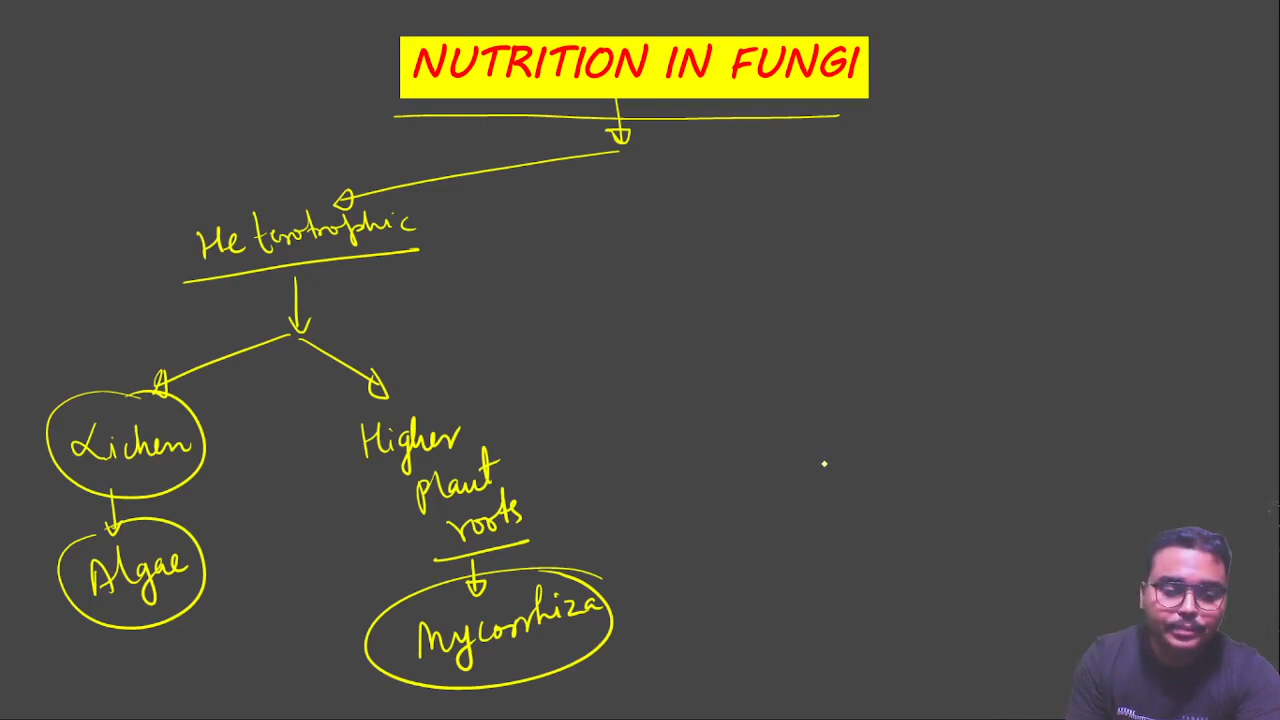 NUTRITION IN FUNGI
Heterotrophic
Lichen
Algae
Higher
plant
roots
Mycorrhiza